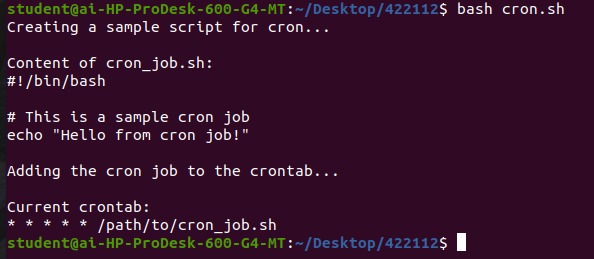 student@ai-HP-ProDesk-600-G4-MT:~/Desktop/422112$ bash cron.sh
Creating a sample script for cron...
Content of cron_job.sh:
#!/bin/bash
# This is a sample cron job
echo "Hello from cron job!"
Adding the cron job to the crontab...
Current crontab:
* * * * * /path/to/cron_job.sh
student@ai-HP-ProDesk-600-G4-MT:~/Desktop/422112$